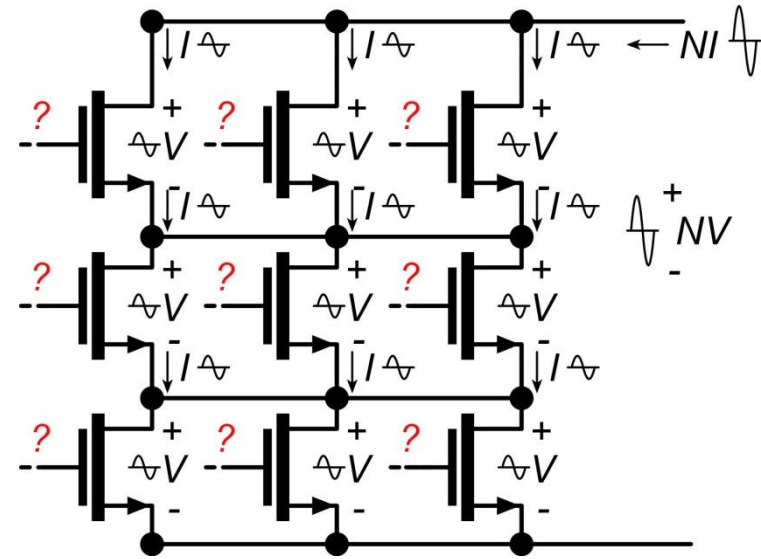 I I I NI
? + ? + ? +
V V V
- - -
I I I
+
NV
-
? + ? + ? +
V V V
- - -
I I I
? + ? + ? +
V V V
- - -